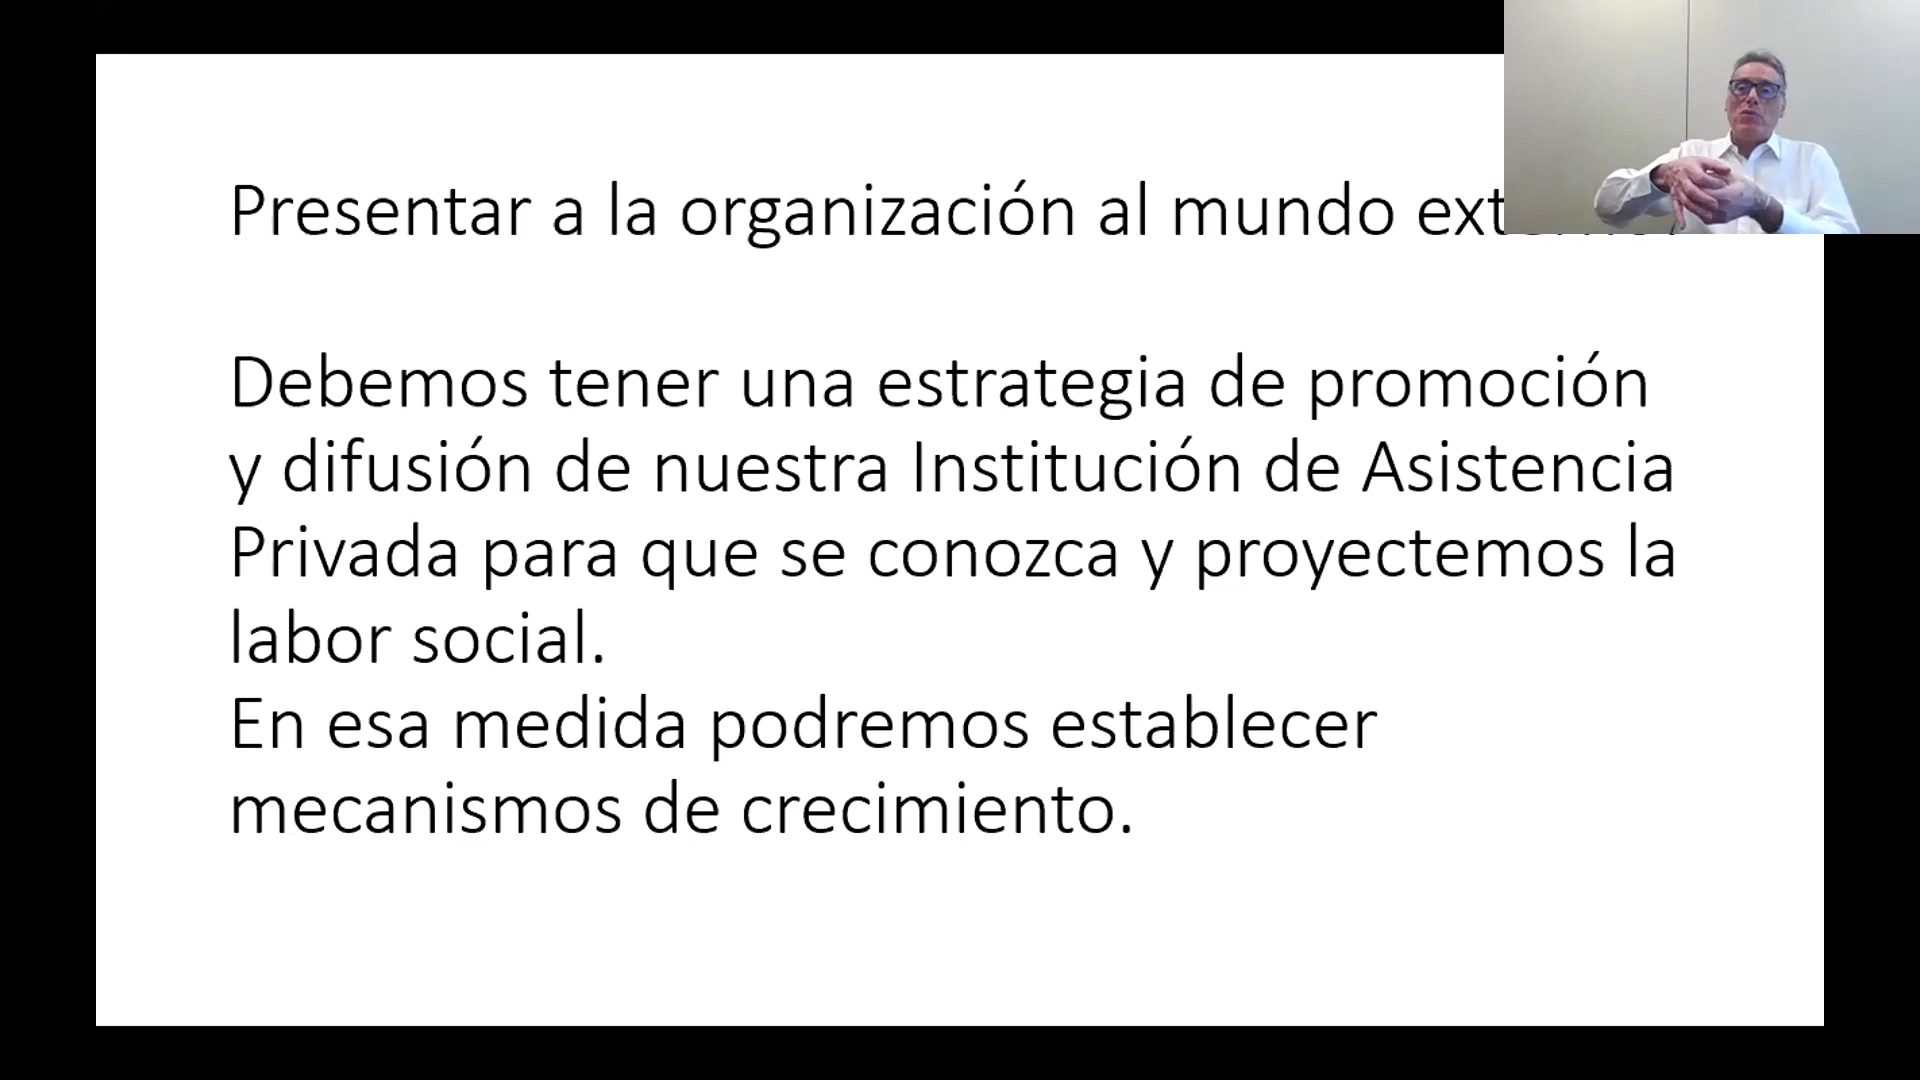 Presentar a la organización al mundo
Debemos tener una estrategia de promoción
y difusión de nuestra Institución de Asistencia
Privada para que se conozca y proyectemos la
labor social.
En esa medida podremos establecer
mecanismos de crecimiento.